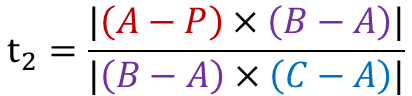 t₂ = |(A − P) × (B − A)| / |(B − A) × (C − A)|